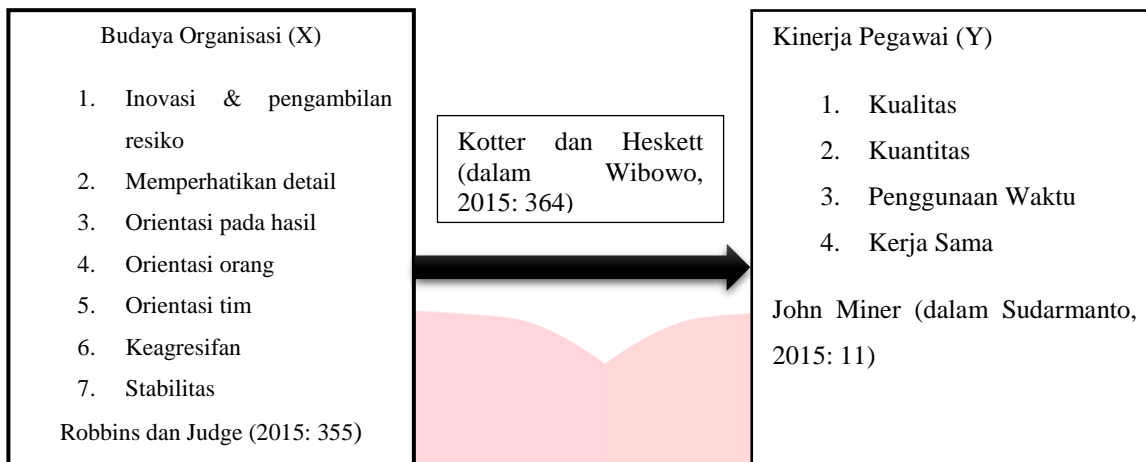 Budaya Organisasi (X)
1. Inovasi & pengambilan
resiko
2. Memperhatikan detail
3. Orientasi pada hasil
4. Orientasi orang
5. Orientasi tim
6. Keagresifan
7. Stabilitas
Robbins dan Judge (2015: 355)
Kotter dan Heskett
(dalam Wibowo,
2015: 364)
Kinerja Pegawai (Y)
1. Kualitas
2. Kuantitas
3. Penggunaan Waktu
4. Kerja Sama
John Miner (dalam Sudarmanto,
2015: 11)